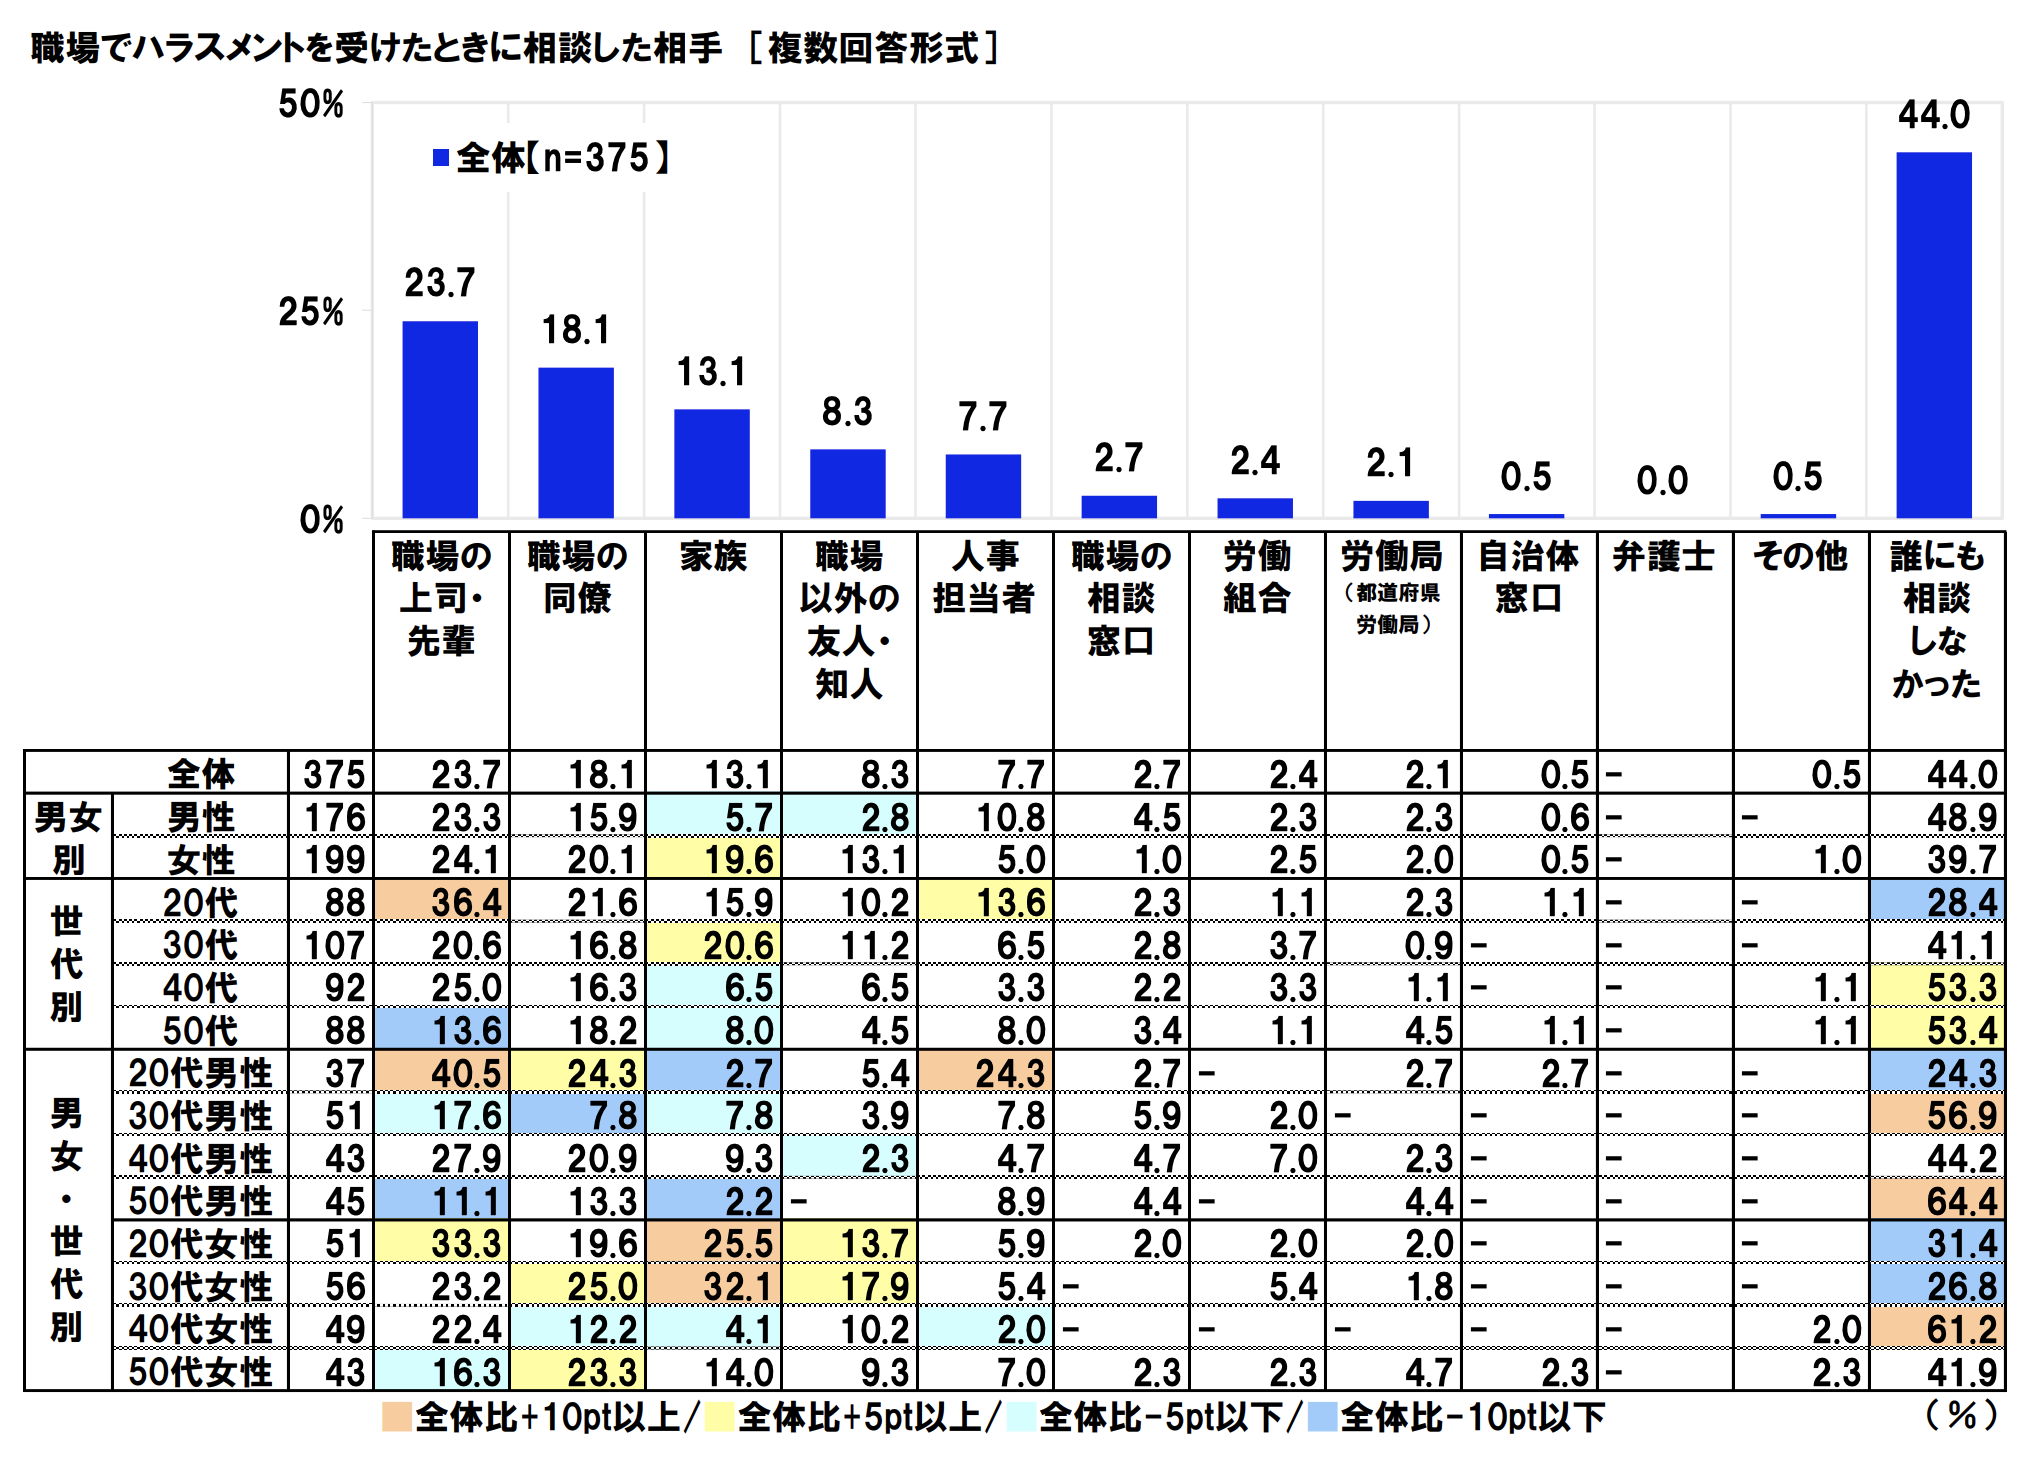 職場でハラスメントを受けたときに相談した相手 ［複数回答形式］
50%
25%
0%
全体【n=375】
23.7 18.1 13.1 8.3 7.7 2.7 2.4 2.1 0.5 0.0 0.5 44.0
職場の上司・先輩
職場の同僚
家族
職場以外の友人・知人
人事担当者
職場の相談窓口
労働組合
労働局（都道府県労働局）
自治体窓口
弁護士
その他
誰にも相談しなかった
全体 375 23.7 18.1 13.1 8.3 7.7 2.7 2.4 2.1 0.5 - 0.5 44.0
男女別
男性 176 23.3 15.9 5.7 2.8 10.8 4.5 2.3 2.3 0.6 - - 48.9
女性 199 24.1 20.1 19.6 13.1 5.0 1.0 2.5 2.0 0.5 - 1.0 39.7
世代別
20代 88 36.4 21.6 15.9 10.2 13.6 2.3 1.1 2.3 1.1 - - 28.4
30代 107 20.6 16.8 20.6 11.2 6.5 2.8 3.7 0.9 - - - 41.1
40代 92 25.0 16.3 6.5 6.5 3.3 2.2 3.3 1.1 - - 1.1 53.3
50代 88 13.6 18.2 8.0 4.5 8.0 3.4 1.1 4.5 1.1 - 1.1 53.4
男女・世代別
20代男性 37 40.5 24.3 2.7 5.4 24.3 2.7 - 2.7 2.7 - - 24.3
30代男性 51 17.6 7.8 7.8 3.9 7.8 5.9 2.0 - - - - 56.9
40代男性 43 27.9 20.9 9.3 2.3 4.7 4.7 7.0 2.3 - - - 44.2
50代男性 45 11.1 13.3 2.2 - 8.9 4.4 - 4.4 - - - 64.4
20代女性 51 33.3 19.6 25.5 13.7 5.9 2.0 2.0 2.0 - - - 31.4
30代女性 56 23.2 25.0 32.1 17.9 5.4 - 5.4 1.8 - - - 26.8
40代女性 49 22.4 12.2 4.1 10.2 2.0 - - - - - 2.0 61.2
50代女性 43 16.3 23.3 14.0 9.3 7.0 2.3 2.3 4.7 2.3 - 2.3 41.9
全体比+10pt以上/ 全体比+5pt以上/ 全体比-5pt以下/ 全体比-10pt以下 （%）